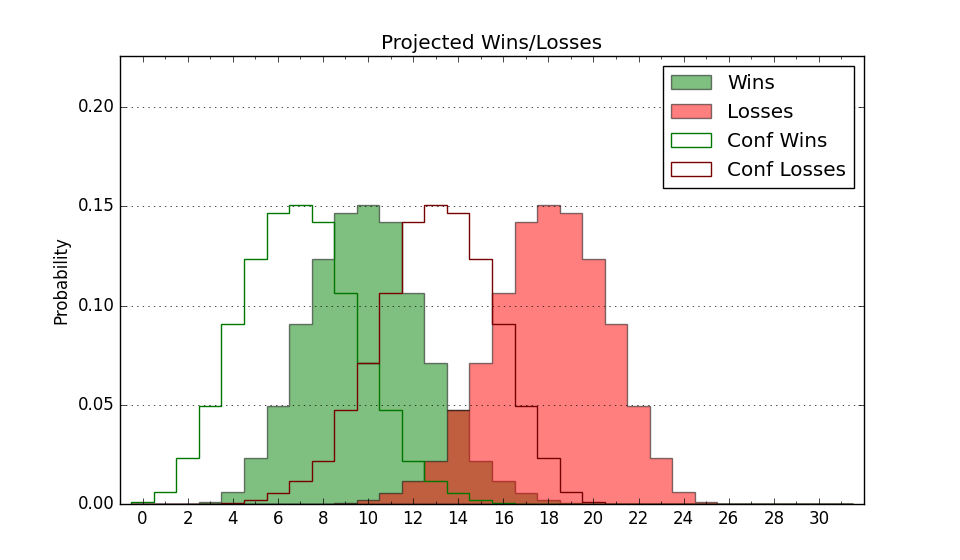 Projected Wins/Losses
Wins
Losses
Conf Wins
Conf Losses
Probability
0.20
0.15
0.10
0.05
0.00
0 2 4 6 8 10 12 14 16 18 20 22 24 26 28 30